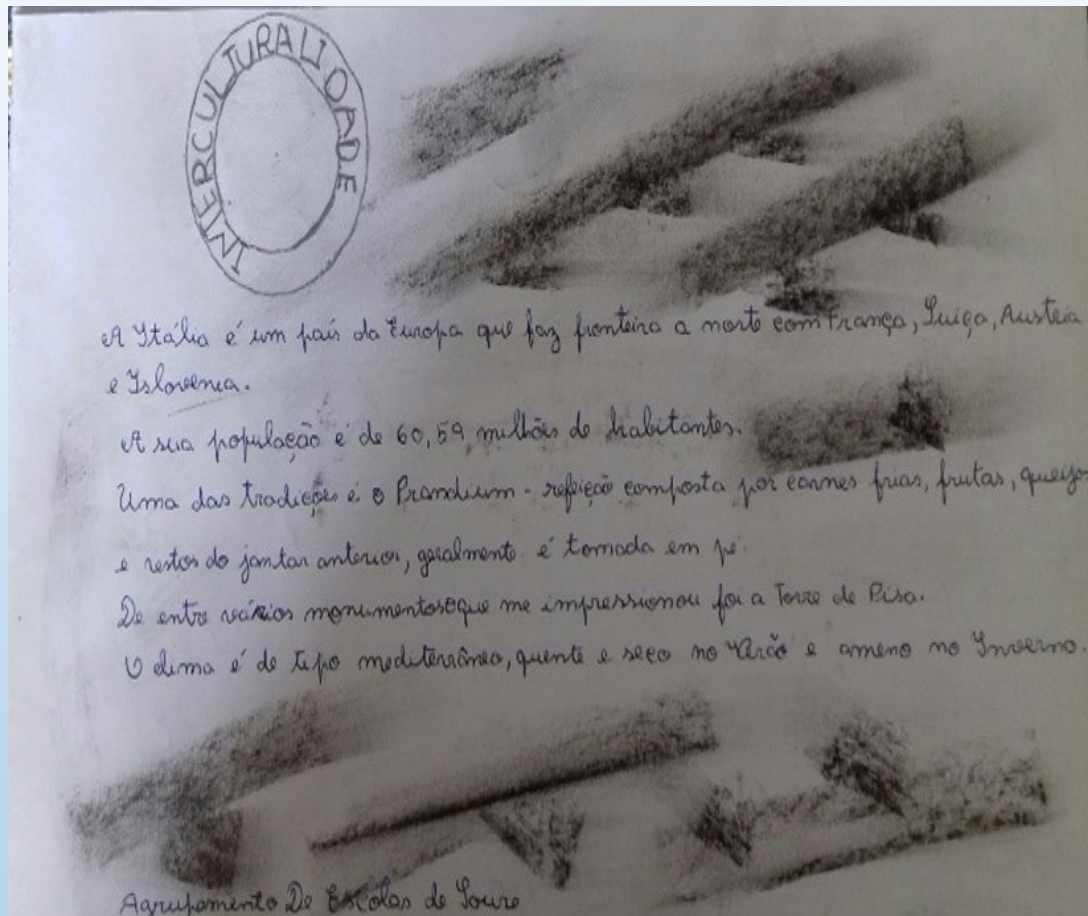 INTERCULTURALIDADE
A Itália é um país da Europa que faz fronteira a norte com França, Suiça, Austria
e Islovénia.
A sua população é de 60,59 milhões de habitantes.
Uma das tradições é o Prandium - refeição composta por carnes frias, frutas, queijos
e restos do jantar anterior, geralmente é tomada em pé.
De entre vários monumentos o que me impressionou foi a Torre de Pisa.
O clima é de tipo mediterrâneo, quente e seco no Verão e ameno no Inverno.
Agrupamento De Escolas de Soure